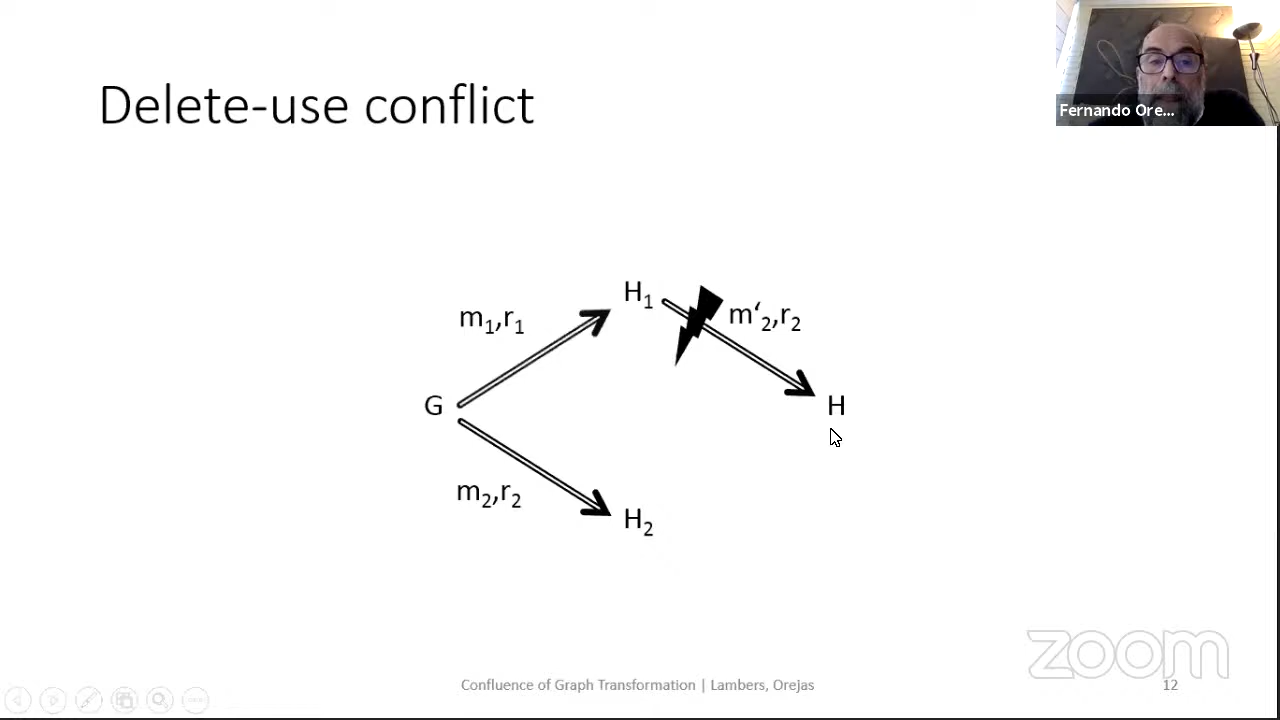 Delete-use conflict
Fernando Ore...
H₁
m₁,r₁
m‘₂,r₂
G
H
m₂,r₂
H₂
zoom
Confluence of Graph Transformation | Lambers, Orejas
12